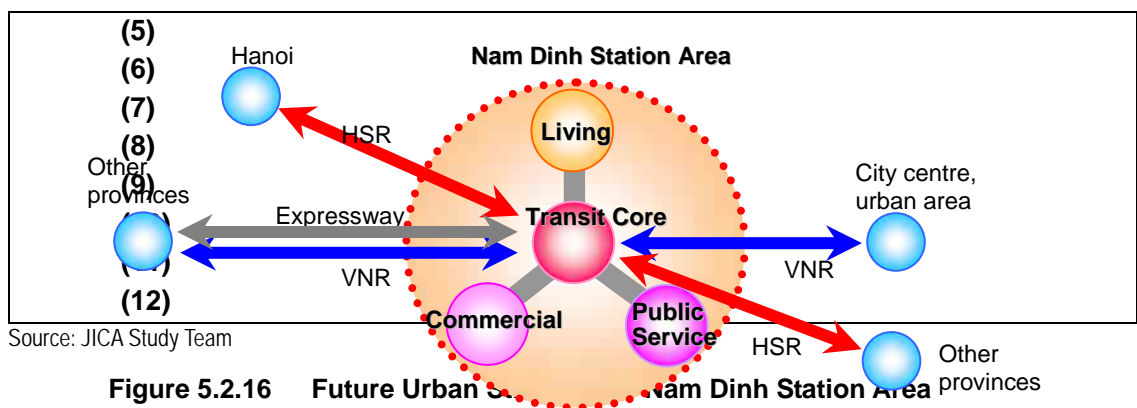 (5)
Hanoi
Nam Dinh Station Area
(6)
(7)
Living
HSR
(8)
Other
provinces
(9)
City centre,
urban area
Expressway
Transit Core
VNR
VNR
(12)
Commercial
Public
Service
Source: JICA Study Team
HSR
Other
provinces
Figure 5.2.16 Future Urban Nam Dinh Station Area